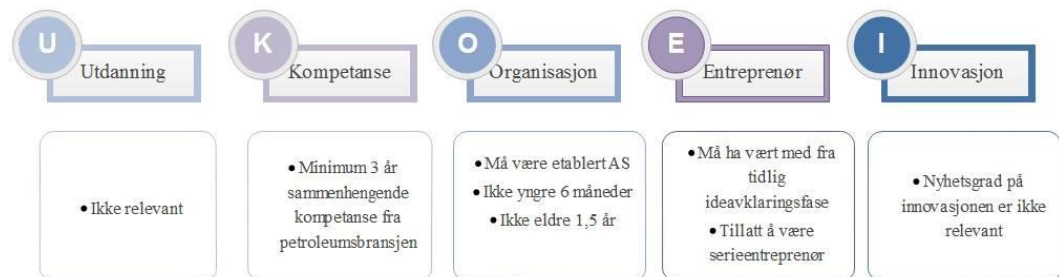 U
Utdanning
K
Kompetanse
O
Organisasjon
E
Entreprenør
I
Innovasjon
• Ikke relevant
• Minimum 3 år
sammenhengende
kompetanse fra
petroleumsbransjen
• Må være etablert AS
• Ikke yngre 6 måneder
• Ikke eldre 1,5 år
• Må ha vært med fra
tidlig
ideavklaringsfase
• Tillatt å være
serieentreprenør
• Nyhetsgrad på
innovasjonen er ikke
relevant